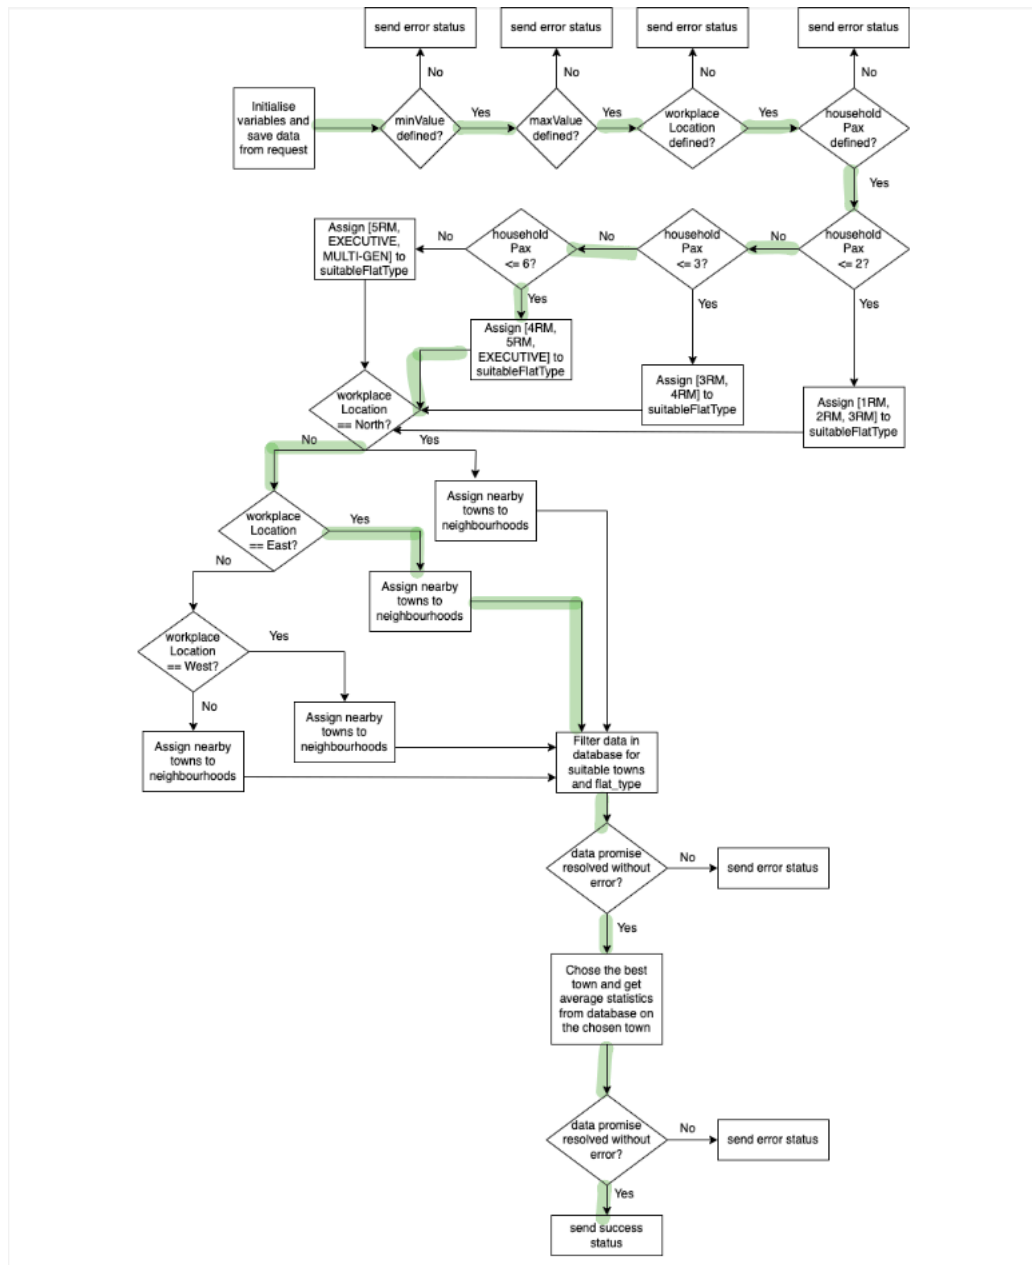 send error status
send error status
send error status
send error status
No
No
No
No
Initialise
variables and
save data
from request
minValue
defined?
Yes
maxValue
defined?
Yes
workplace
Location
defined?
Yes
household
Pax
defined?
Yes
Assign [5RM,
EXECUTIVE,
MULTI-GEN] to
suitableFlatType
No
household
Pax
<= 6?
No
household
Pax
<= 3?
No
household
Pax
<= 2?
Yes
Yes
Yes
Assign [4RM,
5RM,
EXECUTIVE] to
suitableFlatType
Assign [3RM,
4RM] to
suitableFlatType
Assign [1RM,
2RM, 3RM] to
suitableFlatType
workplace
Location
== North?
No
Yes
Assign nearby
towns to
neighbourhoods
workplace
Location
== East?
Yes
No
Assign nearby
towns to
neighbourhoods
workplace
Location
== West?
Yes
No
Assign nearby
towns to
neighbourhoods
Assign nearby
towns to
neighbourhoods
Filter data in
database for
suitable towns
and flat_type
data promise
resolved without
error?
No
send error status
Yes
Chose the best
town and get
average statistics
from database on
the chosen town
data promise
resolved without
error?
No
send error status
Yes
send success
status